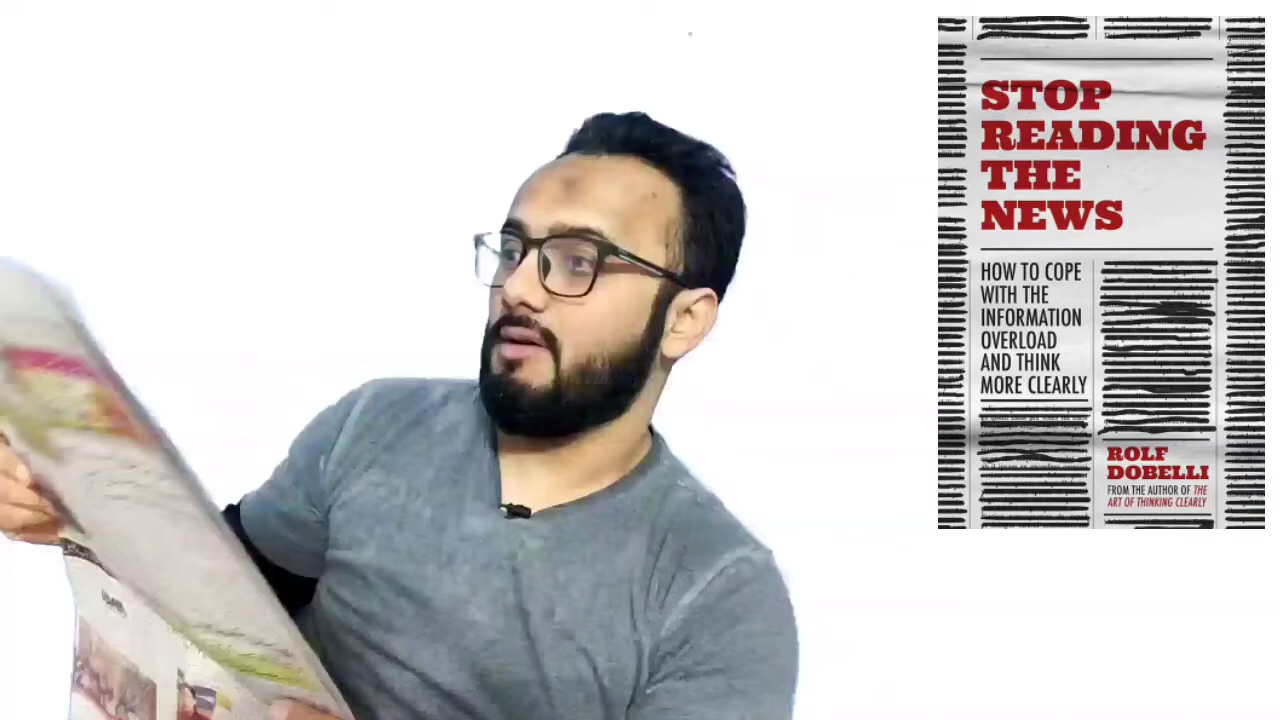 STOP
READING
THE
NEWS
HOW TO COPE
WITH THE
INFORMATION
OVERLOAD
AND THINK
MORE CLEARLY
ROLF
DOBELLI
FROM THE AUTHOR OF THE
ART OF THINKING CLEARLY